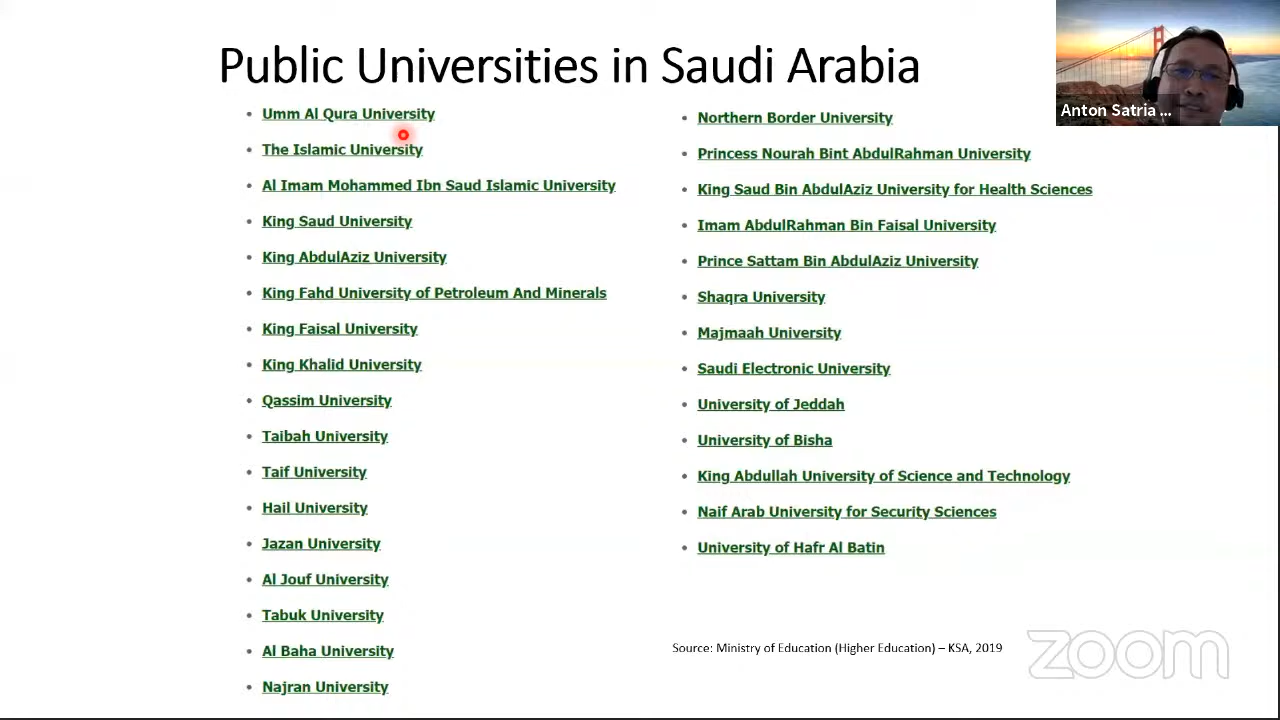 Public Universities in Saudi Arabia
Anton Satria ...
Umm Al Qura University
The Islamic University
Al Imam Mohammed Ibn Saud Islamic University
King Saud University
King AbdulAziz University
King Fahd University of Petroleum And Minerals
King Faisal University
King Khalid University
Qassim University
Taibah University
Taif University
Hail University
Jazan University
Al Jouf University
Tabuk University
Al Baha University
Najran University
Northern Border University
Princess Nourah Bint AbdulRahman University
King Saud Bin AbdulAziz University for Health Sciences
Imam AbdulRahman Bin Faisal University
Prince Sattam Bin AbdulAziz University
Shaqra University
Majmaah University
Saudi Electronic University
University of Jeddah
University of Bisha
King Abdullah University of Science and Technology
Naif Arab University for Security Sciences
University of Hafr Al Batin
Source: Ministry of Education (Higher Education) – KSA, 2019
zoom